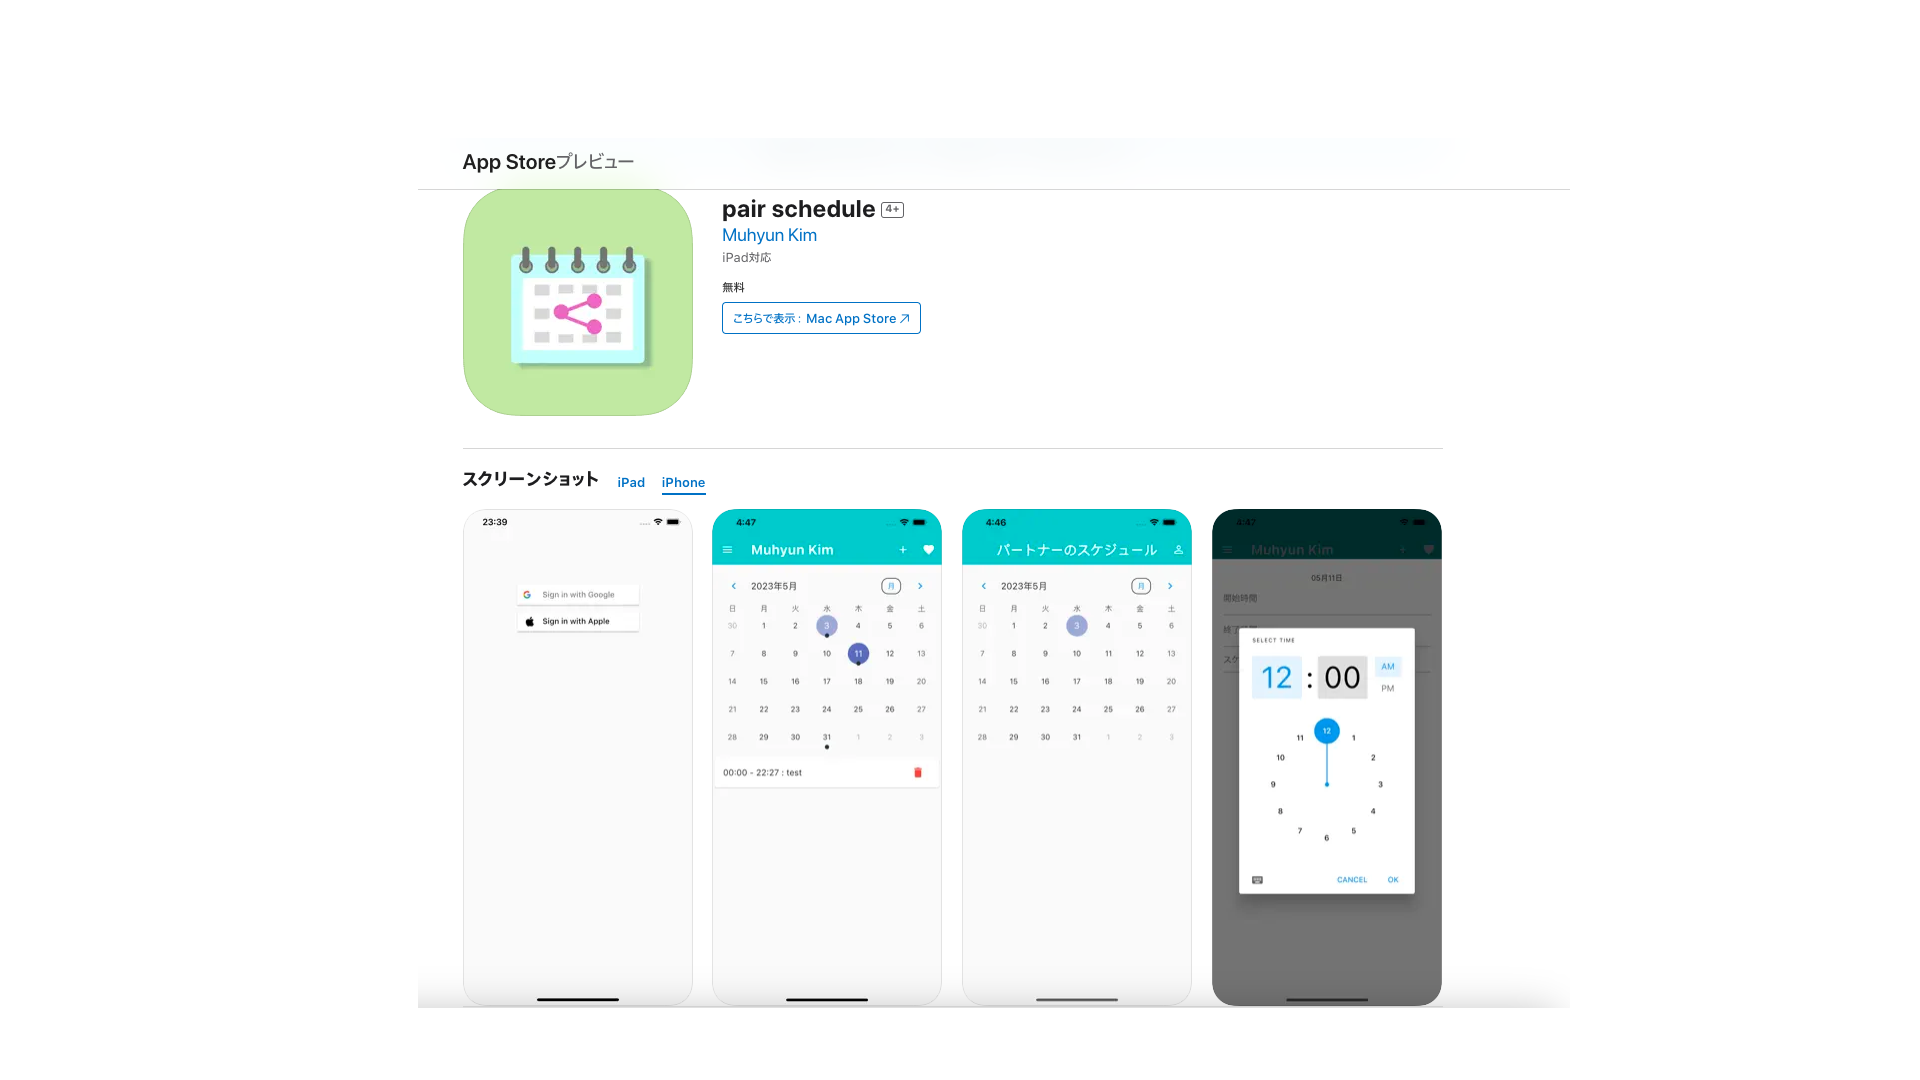 App Storeプレビュー
pair schedule 4+
Muhyun Kim
iPad対応
無料
こちらで表示: Mac App Store
スクリーンショット iPad iPhone
23:39
Sign in with Google
Sign in with Apple
4:47
Muhyun Kim
2023年5月 月
日 月 火 水 木 金 土
30 1 2 3 4 5 6
7 8 9 10 11 12 13
14 15 16 17 18 19 20
21 22 23 24 25 26 27
28 29 30 31 1 2 3
00:00 - 22:27 : test
4:46
パートナーのスケジュール
2023年5月 月
日 月 火 水 木 金 土
30 1 2 3 4 5 6
7 8 9 10 11 12 13
14 15 16 17 18 19 20
21 22 23 24 25 26 27
28 29 30 31 1 2 3
4:47
Muhyun Kim
05月11日
開始時間
SELECT TIME
12 : 00
AM
PM
12
11 1
10 2
9 3
8 4
7 5
6
CANCEL OK